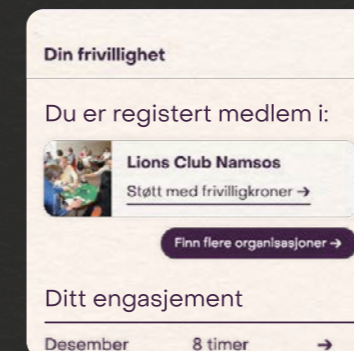 Din frivillighet
Du er registert medlem i:
Lions Club Namsos
Støtt med frivilligkroner →
Finn flere organisasjoner →
Ditt engasjement
Desember 8 timer →